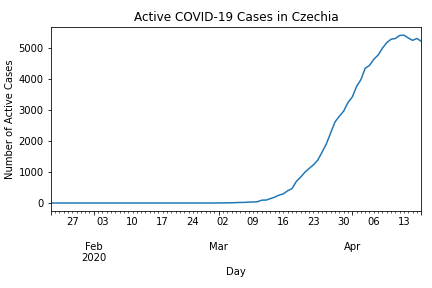 Active COVID-19 Cases in Czechia
Number of Active Cases
5000
4000
3000
2000
1000
0
27 03 10 17 24 02 09 16 23 30 06 13
Feb Mar Apr
2020
Day